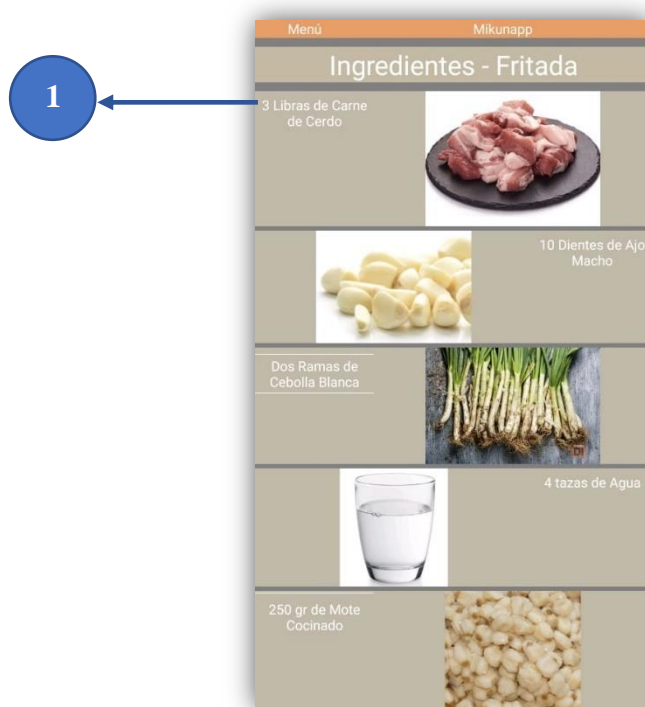 Menú Mikunapp
Ingredientes - Fritada
1
3 Libras de Carne
de Cerdo
10 Dientes de Ajo
Macho
Dos Ramas de
Cebolla Blanca
DI
4 tazas de Agua
250 gr de Mote
Cocinado